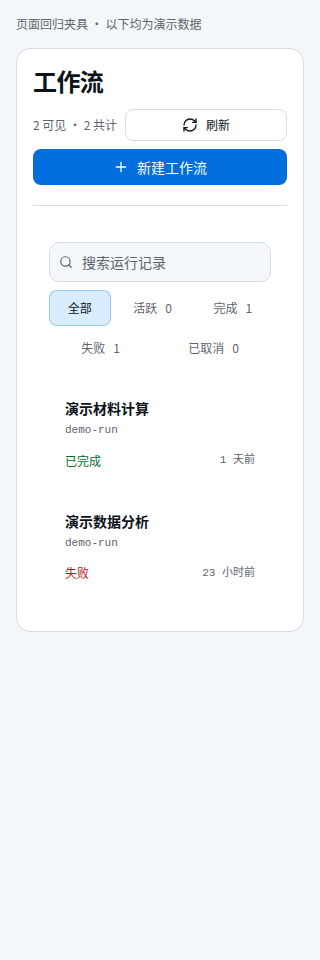 页面回归夹具 • 以下均为演示数据
工作流
2 可见 • 2 共计
刷新
新建工作流
搜索运行记录
全部 活跃 0 完成 1
失败 1 已取消 0
演示材料计算
demo-run
已完成 1 天前
演示数据分析
demo-run
失败 23 小时前